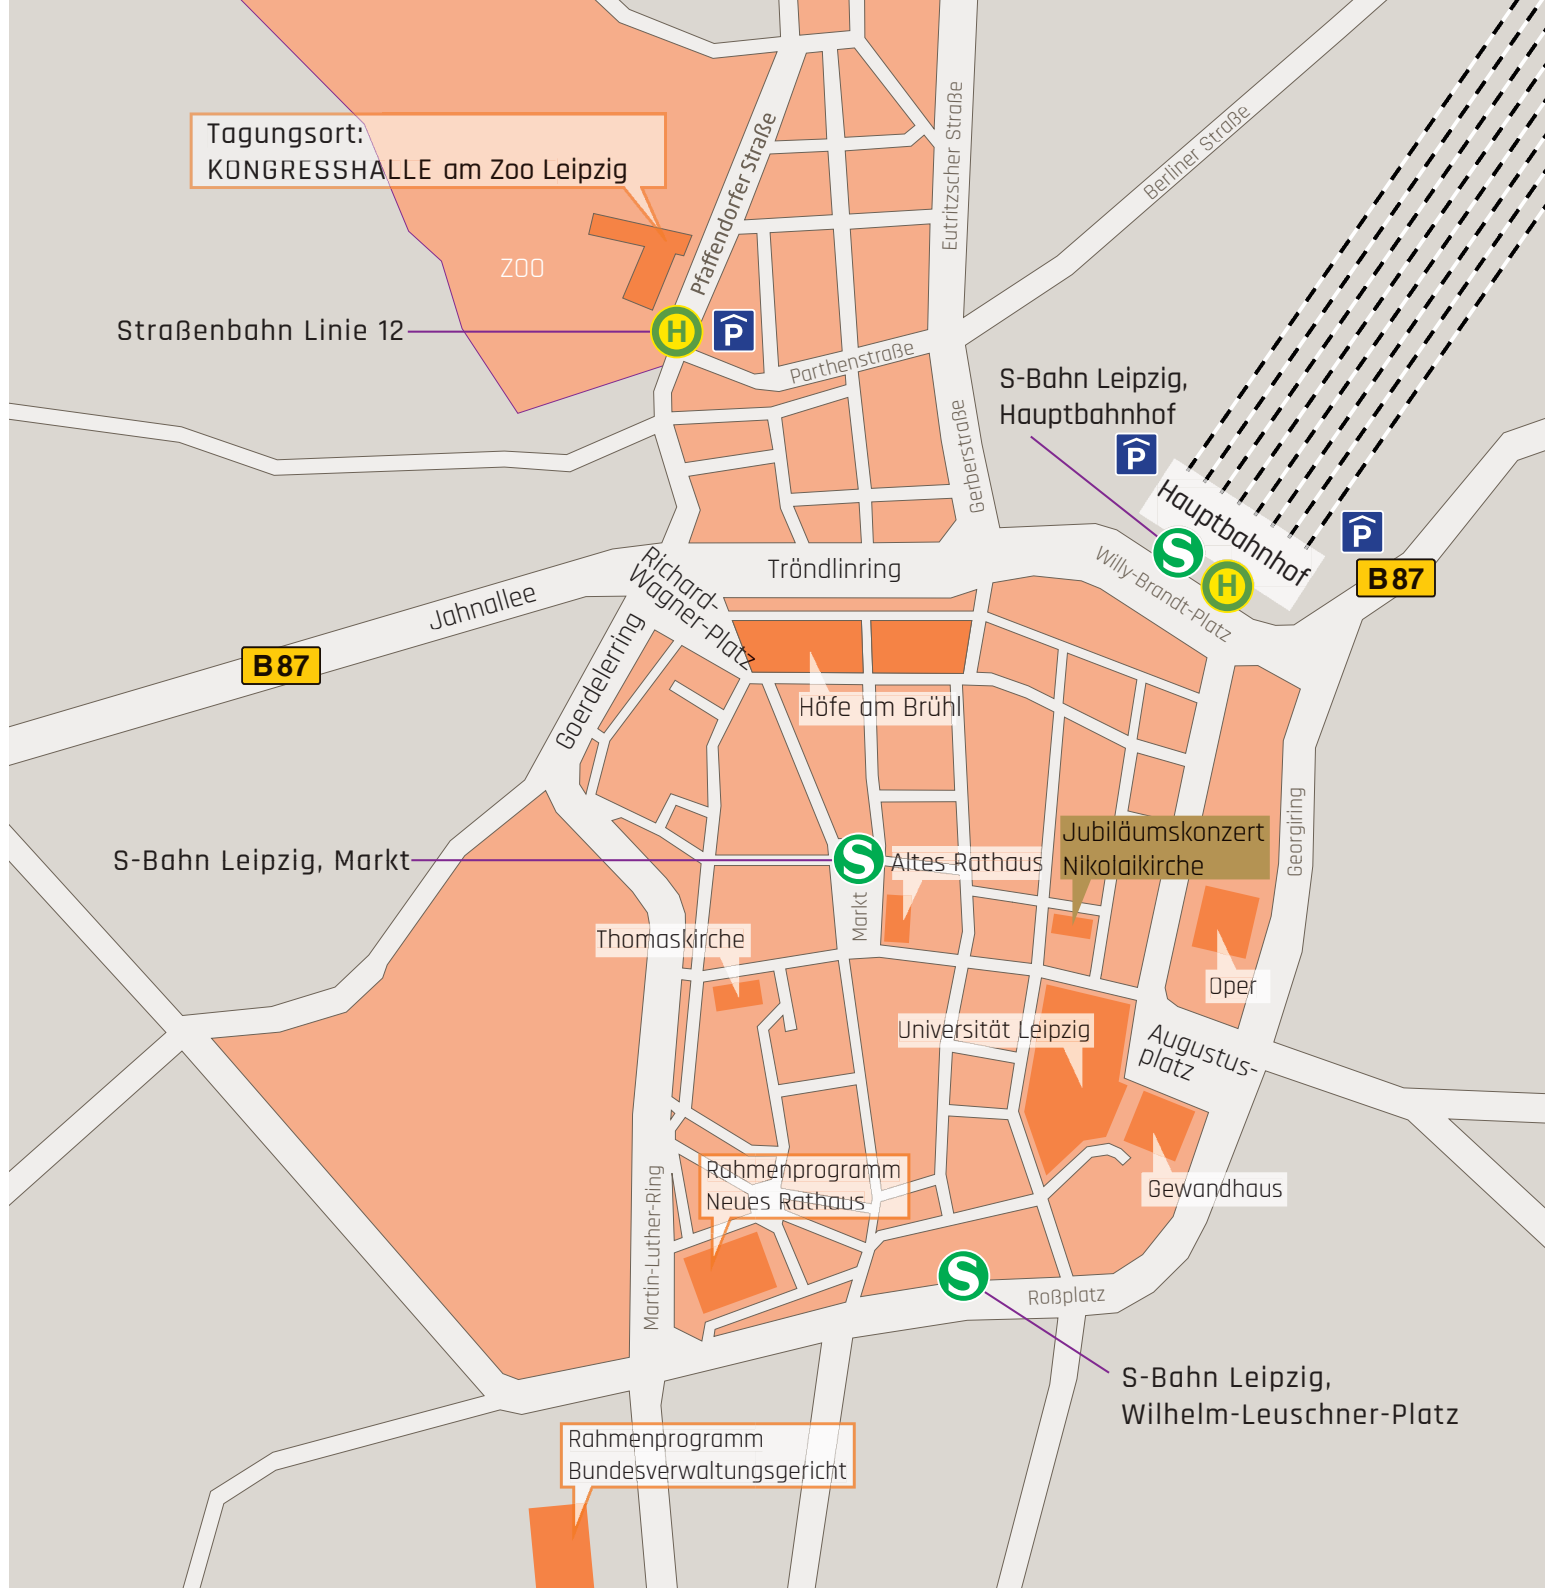 Tagungsort:
KONGRESSHALLE am Zoo Leipzig
Pfaffendorfer Straße
Eutritzscher Straße
Berliner Straße
ZOO
Straßenbahn Linie 12
H
P
Parthenstraße
S-Bahn Leipzig,
Hauptbahnhof
P
Gerberstraße
Hauptbahnhof
P
S
H
B 87
Willy-Brandt-Platz
Tröndlinring
Richard-
Wagner-Platz
Jahnallee
B 87
Goerdelerring
Höfe am Brühl
Georgiring
Jubiläumskonzert
Nikolaikirche
S-Bahn Leipzig, Markt
S
Altes Rathaus
Markt
Thomaskirche
Oper
Universität Leipzig
Augustus-
platz
Rahmenprogramm
Neues Rathaus
Gewandhaus
Martin-Luther-Ring
S
Roßplatz
S-Bahn Leipzig,
Wilhelm-Leuschner-Platz
Rahmenprogramm
Bundesverwaltungsgericht